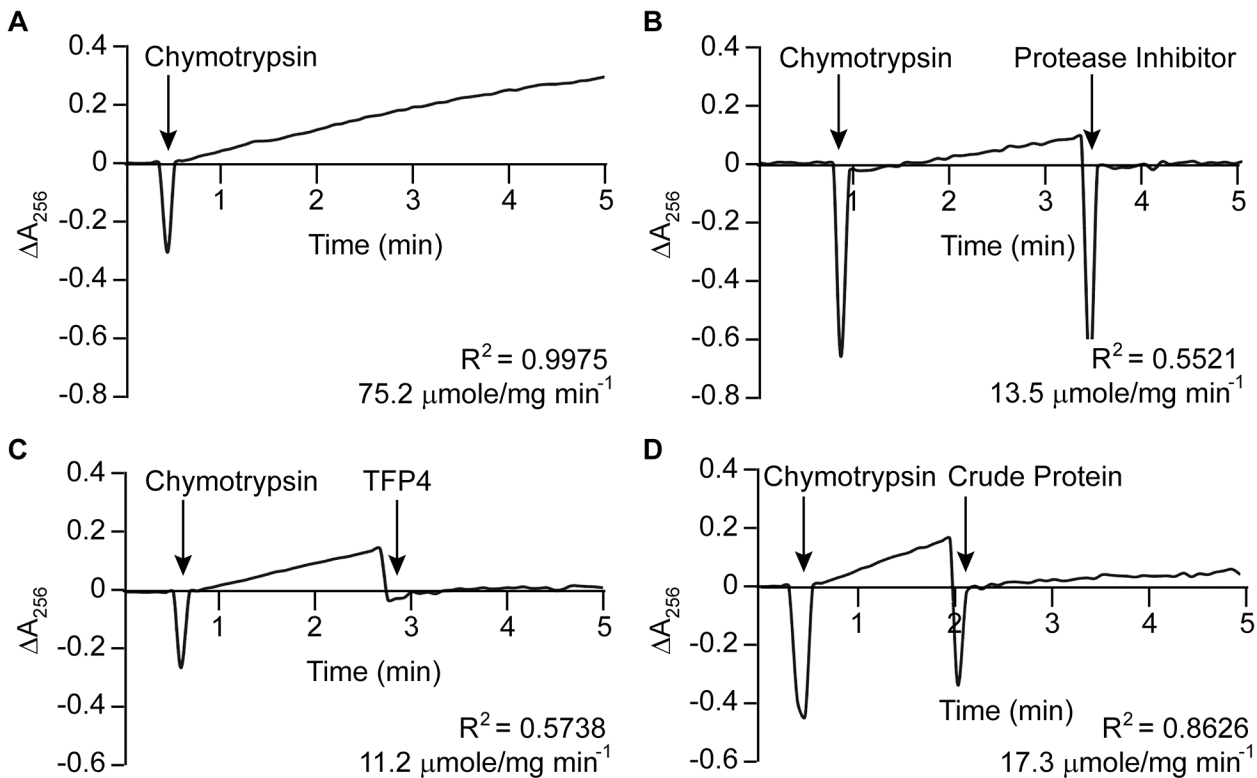 A
0.4
0.2
0
-0.2
-0.4
-0.6
-0.8
ΔA256
Chymotrypsin
1 2 3 4 5
Time (min)
R² = 0.9975
75.2 μmole/mg min⁻¹
B
0.4
0.2
0
-0.2
-0.4
-0.6
-0.8
ΔA256
Chymotrypsin Protease Inhibitor
1 2 3 4 5
Time (min)
R² = 0.5521
13.5 μmole/mg min⁻¹
C
0.4
0.2
0
-0.2
-0.4
-0.6
ΔA256
Chymotrypsin TFP4
1 2 3 4 5
Time (min)
R² = 0.5738
11.2 μmole/mg min⁻¹
D
0.4
0.2
0
-0.2
-0.4
-0.6
ΔA256
Chymotrypsin Crude Protein
1 2 3 4 5
Time (min)
R² = 0.8626
17.3 μmole/mg min⁻¹